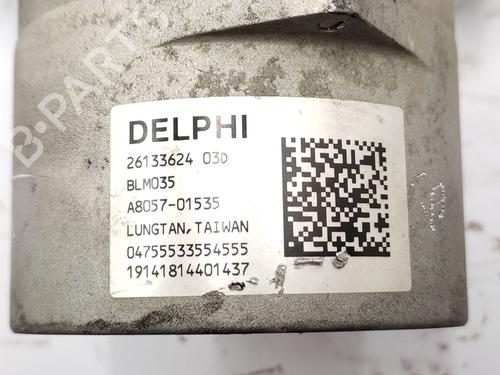 DELPHI
26133624 03D
BLM035
A8057-01535
LUNGTAN, TAIWAN
04755533554555
19141814401437
B-PARTS